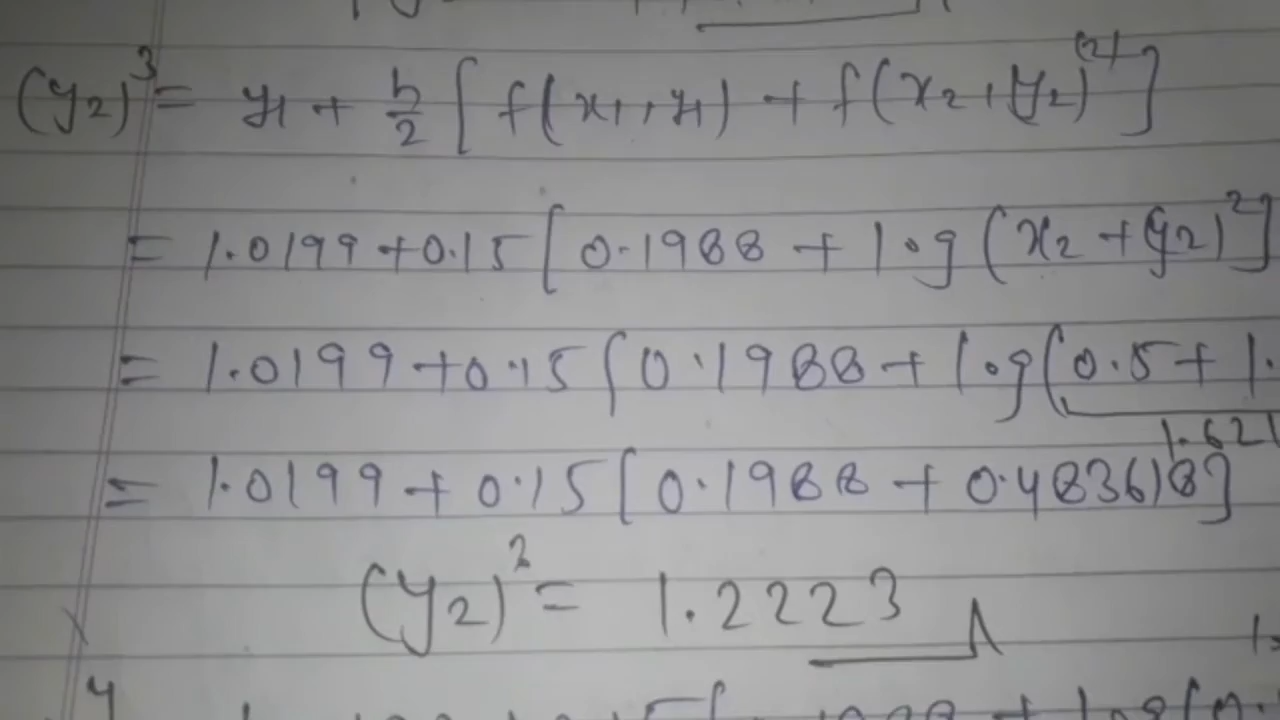 (y2)^3 = y1 + h/2 [f(x1, y1) + f(x2, y2)^(2)]
= 1.0199 + 0.15 [0.1988 + log (x2 + (y2)^2]
= 1.0199 + 0.15 [0.1988 + log(0.5 + 1.
1.621
= 1.0199 + 0.15 [0.1988 + 0.483618]
(y2)^3 = 1.2223